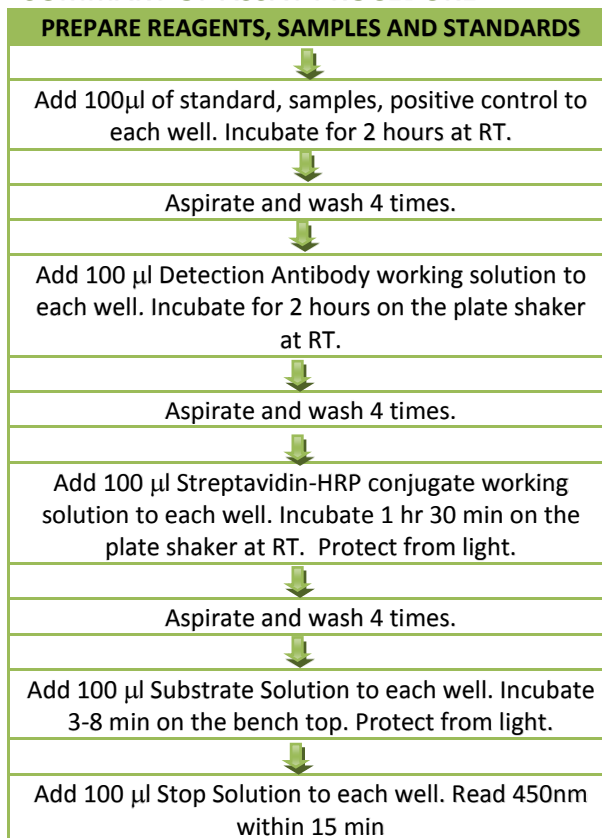 PREPARE REAGENTS, SAMPLES AND STANDARDS
Add 100μl of standard, samples, positive control to
each well. Incubate for 2 hours at RT.
Aspirate and wash 4 times.
Add 100 μl Detection Antibody working solution to
each well. Incubate for 2 hours on the plate shaker
at RT.
Aspirate and wash 4 times.
Add 100 μl Streptavidin-HRP conjugate working
solution to each well. Incubate 1 hr 30 min on the
plate shaker at RT.  Protect from light.
Aspirate and wash 4 times.
Add 100 μl Substrate Solution to each well. Incubate
3-8 min on the bench top. Protect from light.
Add 100 μl Stop Solution to each well. Read 450nm
within 15 min